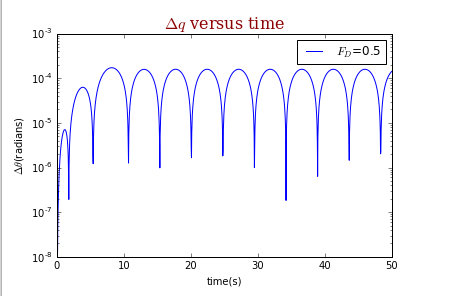 Δq versus time
F_D=0.5
10⁻³
10⁻⁴
10⁻⁵
10⁻⁶
10⁻⁷
10⁻⁸
Δθ(radians)
0 10 20 30 40 50
time(s)